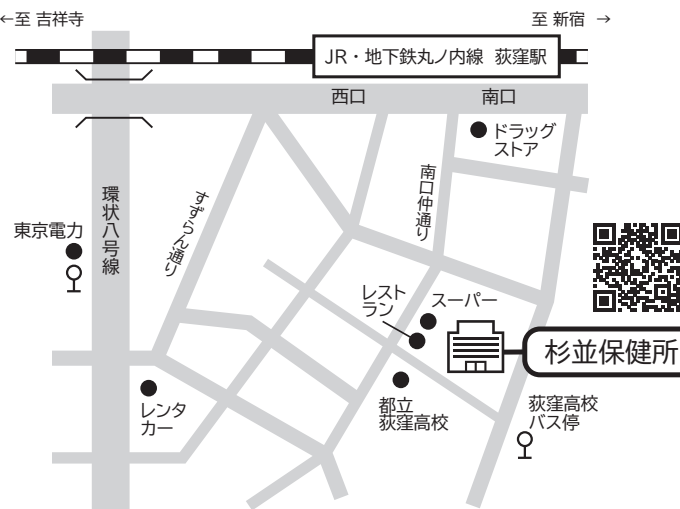 ←至 吉祥寺
至 新宿 →
JR・地下鉄丸ノ内線 荻窪駅
西口
南口
ドラッグ
ストア
環状八号線
すずらん通り
南口仲通り
東京電力
レスト
ラン
スーパー
杉並保健所
レンタ
カー
都立
荻窪高校
荻窪高校
バス停